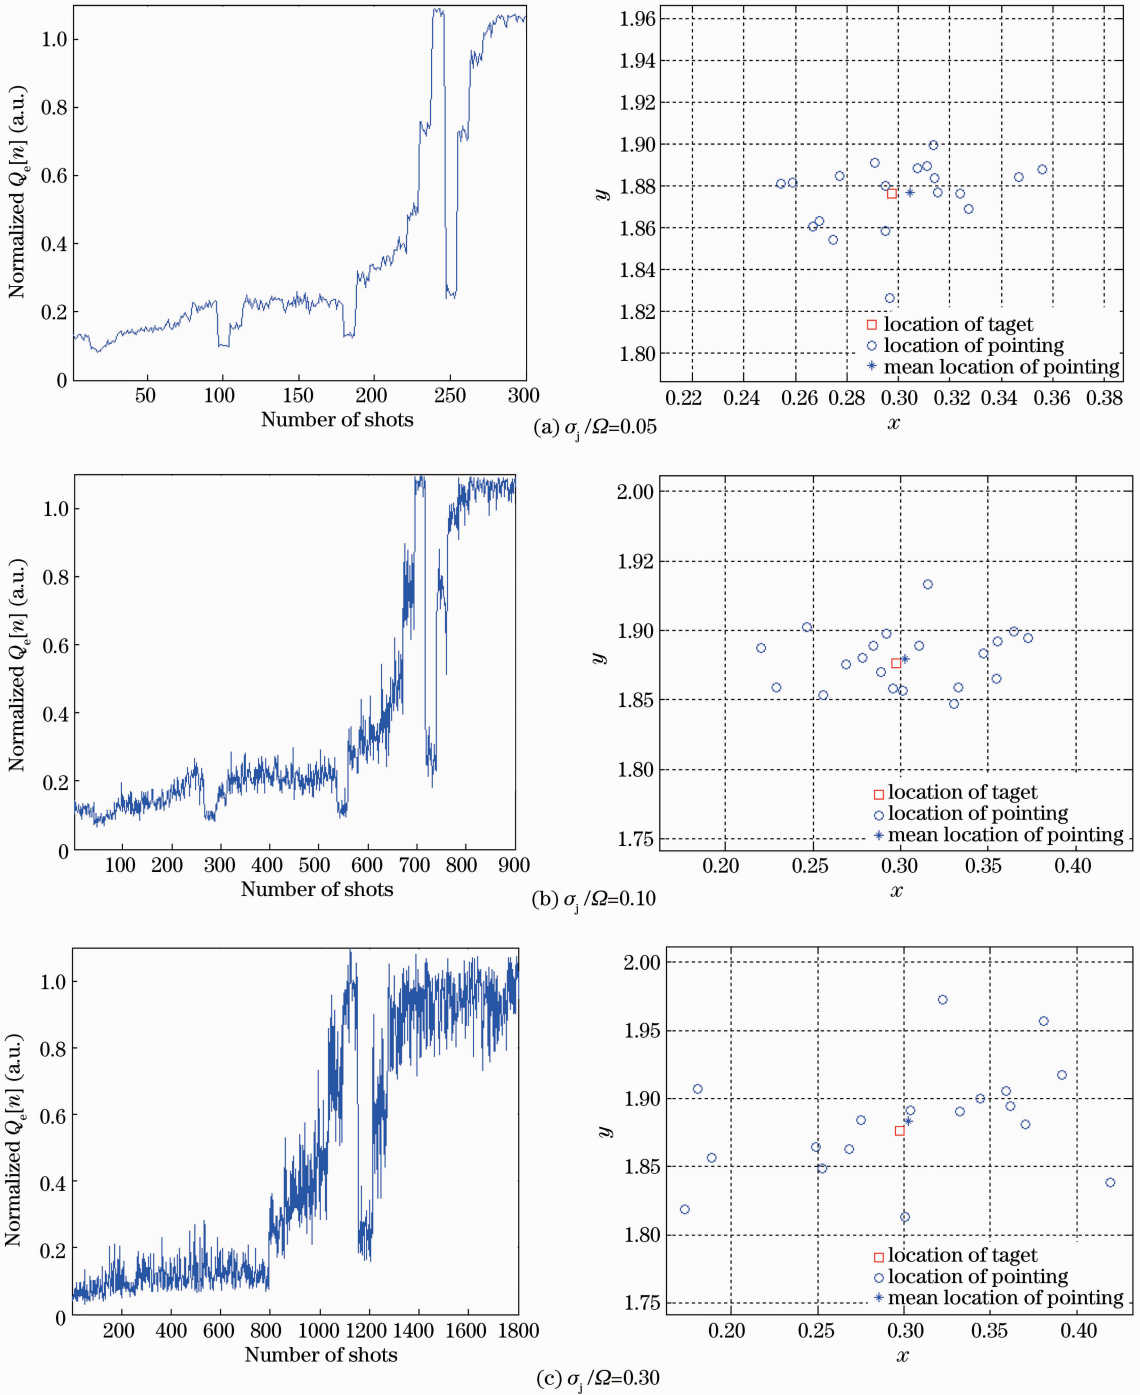 1.0
0.8
0.6
0.4
0.2
0
Normalized Qe[n] (a.u.)
50 100 150 200 250 300
Number of shots
1.96
1.94
1.92
1.90
1.88
1.86
1.84
1.82
1.80
y
location of taget
location of pointing
mean location of pointing
0.22 0.24 0.26 0.28 0.30 0.32 0.34 0.36 0.38
x
(a) σj/Ω=0.05
1.0
0.8
0.6
0.4
0.2
0
Normalized Qe[n] (a.u.)
100 200 300 400 500 600 700 800 900
Number of shots
2.00
1.92
1.90
1.85
1.80
1.75
y
location of taget
location of pointing
mean location of pointing
0.20 0.25 0.30 0.35 0.40
x
(b) σj/Ω=0.10
1.0
0.8
0.6
0.4
0.2
0
Normalized Qe[n] (a.u.)
200 400 600 800 1000 1200 1400 1600 1800
Number of shots
2.00
1.95
1.90
1.85
1.80
1.75
y
location of taget
location of pointing
mean location of pointing
0.20 0.25 0.30 0.35 0.40
x
(c) σj/Ω=0.30